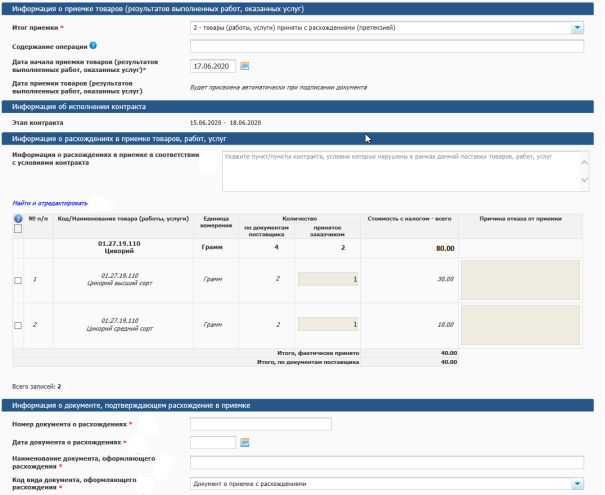 Информация о приемке товаров (результатов выполненных работ, оказанных услуг)
Итог приемки *
2 - товары (работы, услуги) приняты с расхождениями (претензией)
Содержание операции ?
Дата начала приемки товаров (результатов
выполненных работ, оказанных услуг)*
17.06.2020
Дата приемки товаров (результатов
выполненных работ, оказанных услуг)
Будет присвоена автоматически при подписании документа
Информация об исполнении контракта
Этап контракта
15.06.2020 - 18.06.2020
Информация о расхождениях в приемке товаров, работ, услуг
Информация о расхождениях в приемке в соответствии
с условиями контракта
Укажите пункт/пункты контракта, условия которых нарушены в рамках данной поставки товаров, работ, услуг
Найти и отредактировать
? № п/п Код/Наименование товара (работы, услуги) Единица измерения Количество Стоимость с налогом - всего Причина отказа от приемки
по документам поставщика принятое заказчиком
01.27.19.110
Цикорий Грамм 4 2 80.00
1 01.27.19.110 Грамм 2 1 30.00
Цикорий высший сорт
2 01.27.19.110 Грамм 2 1 10.00
Цикорий средний сорт
Итого, фактически принято 40.00
Итого, по документам поставщика 40.00
Всего записей: 2
Информация о документе, подтверждающем расхождение в приемке
Номер документа о расхождениях *
Дата документа о расхождениях *
Наименование документа, оформляющего
расхождения *
Код вида документа, оформляющего
расхождения *
Документ о приемке с расхождениями